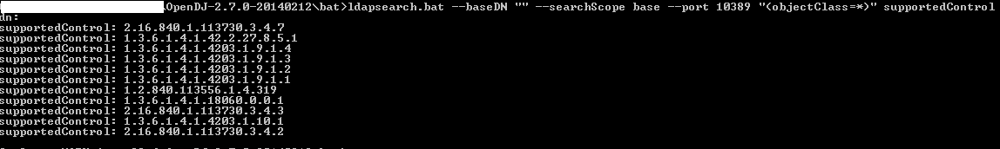 .OpenDJ-2.7.0-20140212\bat>ldapsearch.bat --baseDN "" --searchScope base --port 10389 "(objectClass=*)" supportedControl
dn:
supportedControl: 2.16.840.1.113730.3.4.7
supportedControl: 1.3.6.1.4.1.42.2.27.8.5.1
supportedControl: 1.3.6.1.4.1.4203.1.9.1.4
supportedControl: 1.3.6.1.4.1.4203.1.9.1.3
supportedControl: 1.3.6.1.4.1.4203.1.9.1.2
supportedControl: 1.3.6.1.4.1.4203.1.9.1.1
supportedControl: 1.2.840.113556.1.4.319
supportedControl: 1.3.6.1.4.1.18060.0.0.1
supportedControl: 2.16.840.1.113730.3.4.3
supportedControl: 1.3.6.1.4.1.4203.1.10.1
supportedControl: 2.16.840.1.113730.3.4.2